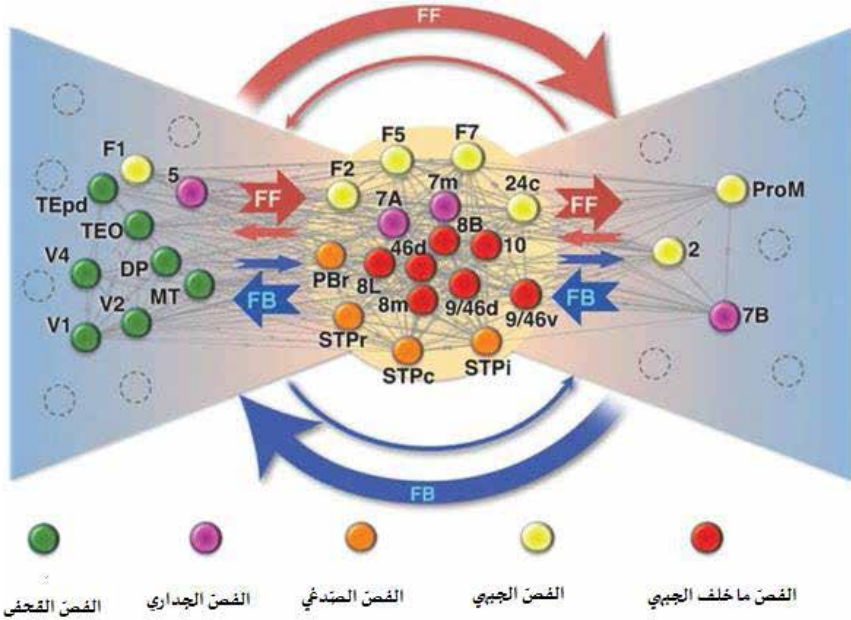 FF
F5
F7
F1
5
F2
7m
24c
ProM
TEpd
FF
7A
FF
TEO
8B
10
2
V4
DP
46d
PBr
8L
V2
MT
FB
8m
9/46d
9/46v
FB
7B
V1
STPr
STPc
STPi
FB
الفصّ القحفي
الفصّ الجداري
الفصّ الصّدغي
الفصّ الجبهي
الفصّ ما خلف الجبهي